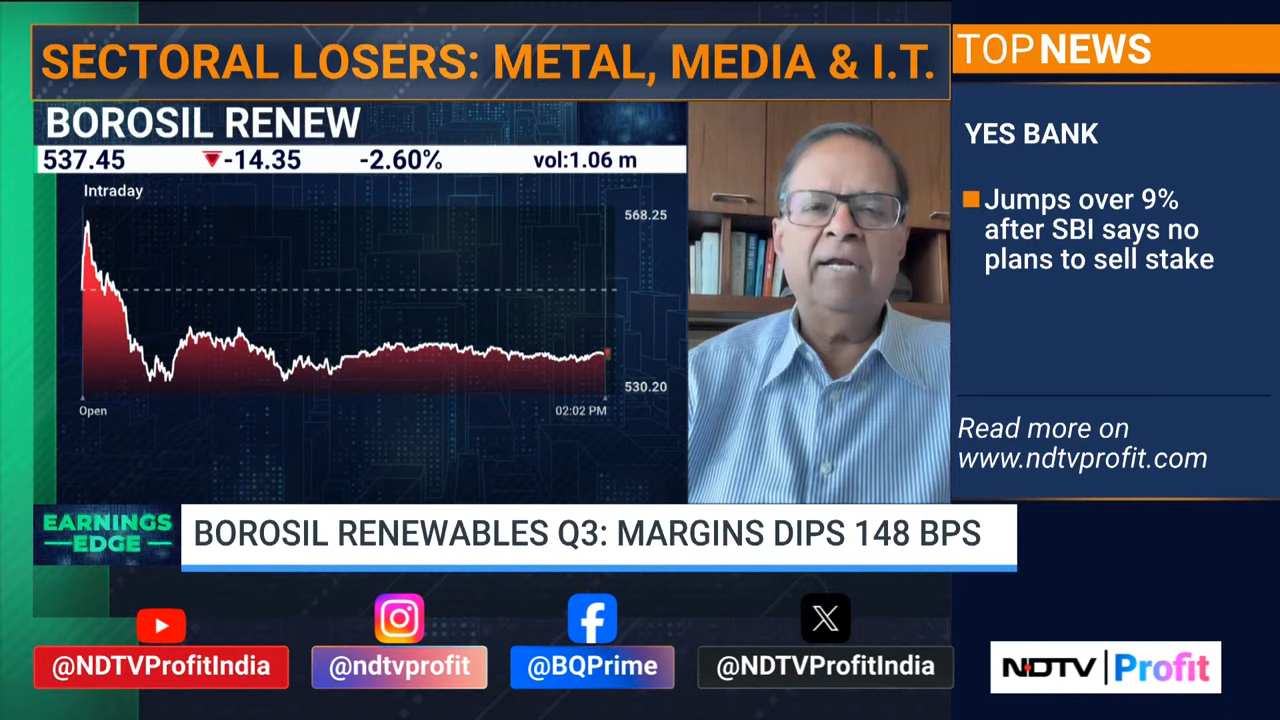 SECTORAL LOSERS: METAL, MEDIA & I.T.
TOP NEWS
BOROSIL RENEW
537.45 ▼-14.35 -2.60% vol:1.06 m
Intraday
568.25
530.20
Open
02:02 PM
YES BANK
Jumps over 9%
after SBI says no
plans to sell stake
Read more on
www.ndtvprofit.com
EARNINGS
EDGE
BOROSIL RENEWABLES Q3: MARGINS DIPS 148 BPS
@NDTVProfitIndia
@ndtvprofit
@BQPrime
@NDTVProfitIndia
NDTV Profit